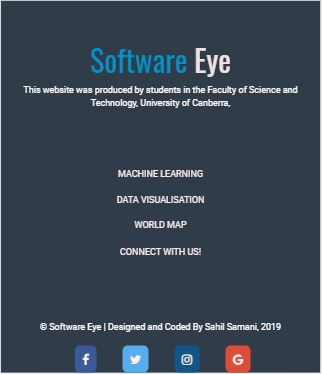 Software Eye
This website was produced by students in the Faculty of Science and
Technology, University of Canberra,
MACHINE LEARNING
DATA VISUALISATION
WORLD MAP
CONNECT WITH US!
© Software Eye | Designed and Coded By Sahil Samani, 2019